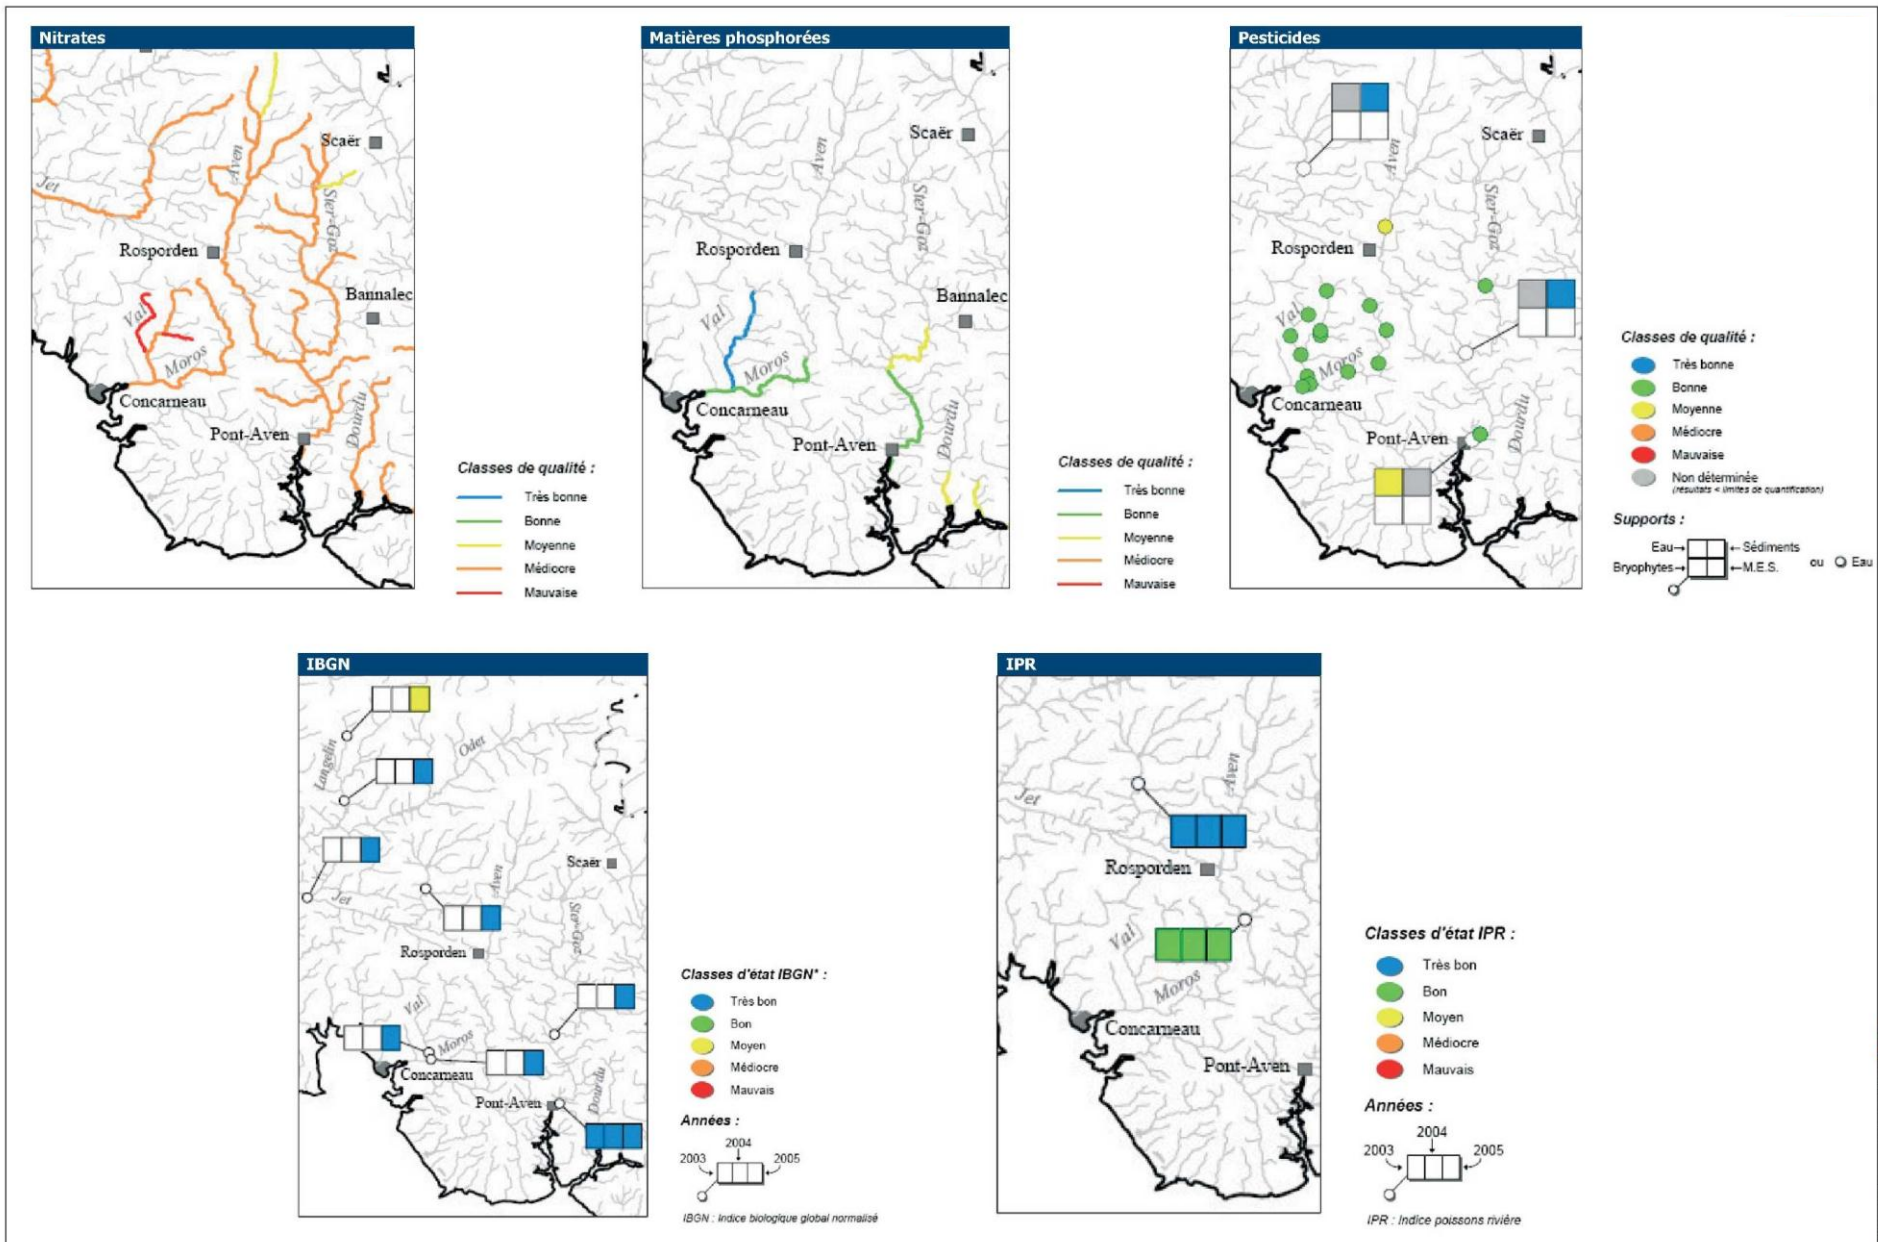 Nitrates
Scaër
Aven
Jet
Ster-Goz
Rosporden
Bannalec
Val
Moros
Concarneau
Pont-Aven
Dourdu
Classes de qualité :
Très bonne
Bonne
Moyenne
Médiocre
Mauvaise
Matières phosphorées
Scaër
Aven
Ster-Goz
Rosporden
Bannalec
Val
Moros
Concarneau
Pont-Aven
Dourdu
Classes de qualité :
Très bonne
Bonne
Moyenne
Médiocre
Mauvaise
Pesticides
Scaër
Aven
Ster-Goz
Rosporden
Val
Moros
Concarneau
Pont-Aven
Dourdu
Classes de qualité :
Très bonne
Bonne
Moyenne
Médiocre
Mauvaise
Non déterminée
(résultats < limites de quantification)
Supports :
Eau Sédiments
Bryophytes M.E.S. ou Eau
IBGN
Langelin
Odet
Scaër
Aven
Jet
Ster-Goz
Rosporden
Val
Moros
Concarneau
Pont-Aven
Dourdu
Classes d'état IBGN* :
Très bon
Bon
Moyen
Médiocre
Mauvais
Années :
2004
2003 2005
IBGN : Indice biologique global normalisé
IPR
Aven
Jet
Rosporden
Val
Moros
Concarneau
Pont-Aven
Classes d'état IPR :
Très bon
Bon
Moyen
Médiocre
Mauvais
Années :
2004
2003 2005
IPR : Indice poissons rivière